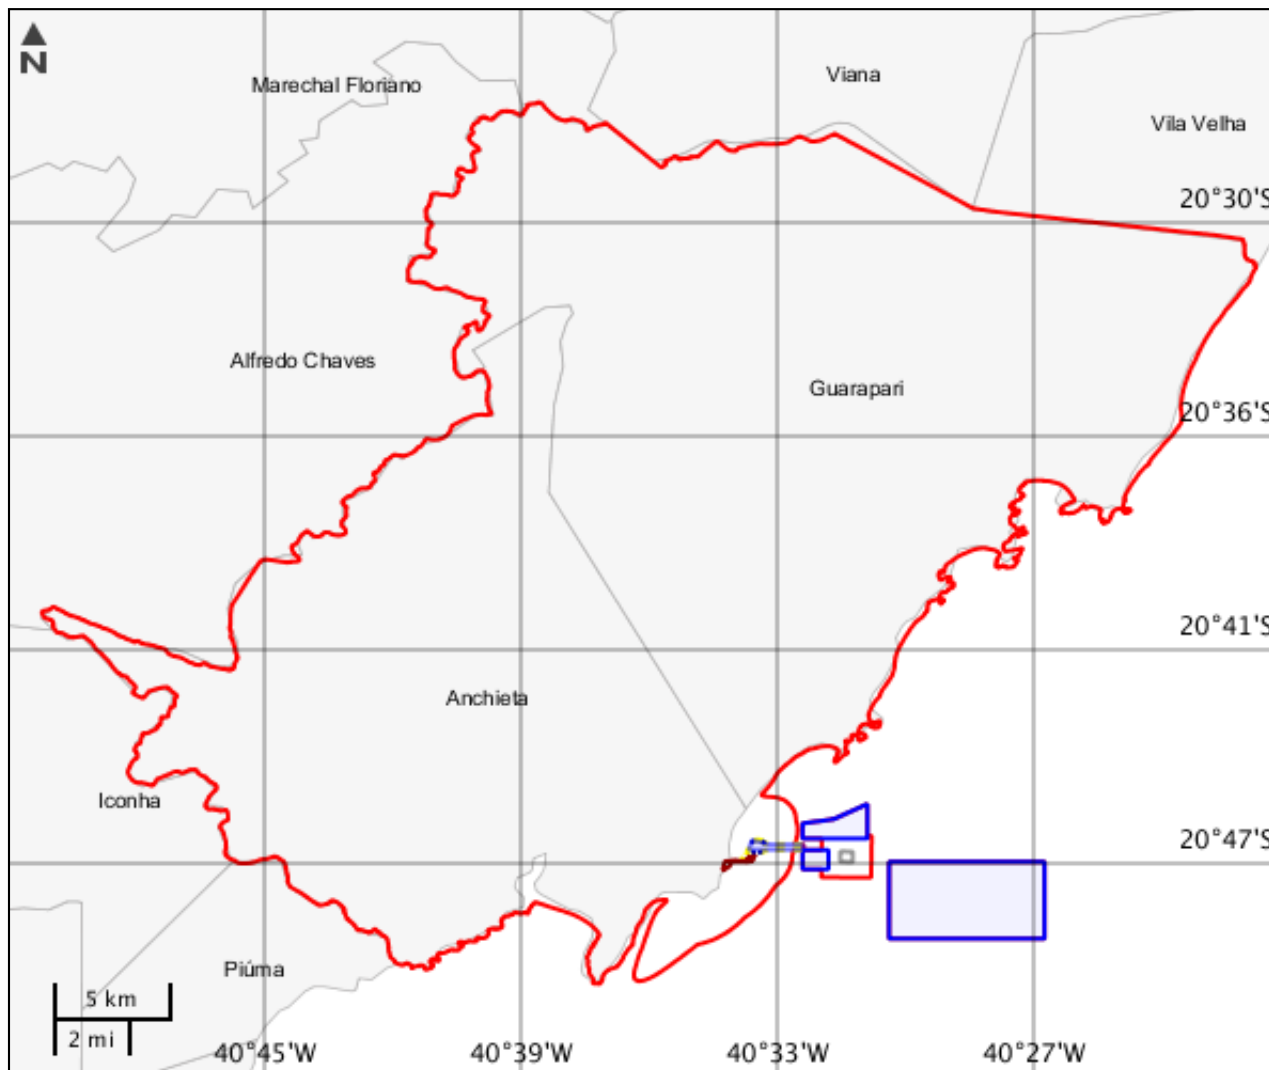 N
Marechal Floriano
Viana
Vila Velha
20°30'S
Alfredo Chaves
Guarapari
20°36'S
20°41'S
Anchieta
Iconha
20°47'S
Piúma
5 km
2 mi
40°45'W
40°39'W
40°33'W
40°27'W